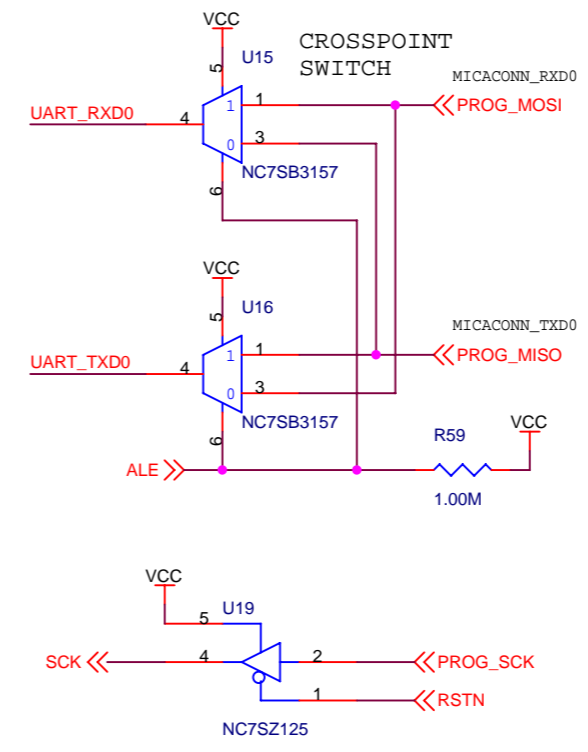 VCC
5
U15
CROSSPOINT
SWITCH
MICACONN_RXD0
UART_RXD0
4
1
1
PROG_MOSI
0
3
NC7SB3157
6
VCC
5
U16
MICACONN_TXD0
UART_TXD0
4
1
1
PROG_MISO
0
3
NC7SB3157
6
R59
VCC
ALE
1.00M
VCC
5
U19
SCK
4
2
PROG_SCK
1
RSTN
NC7SZ125